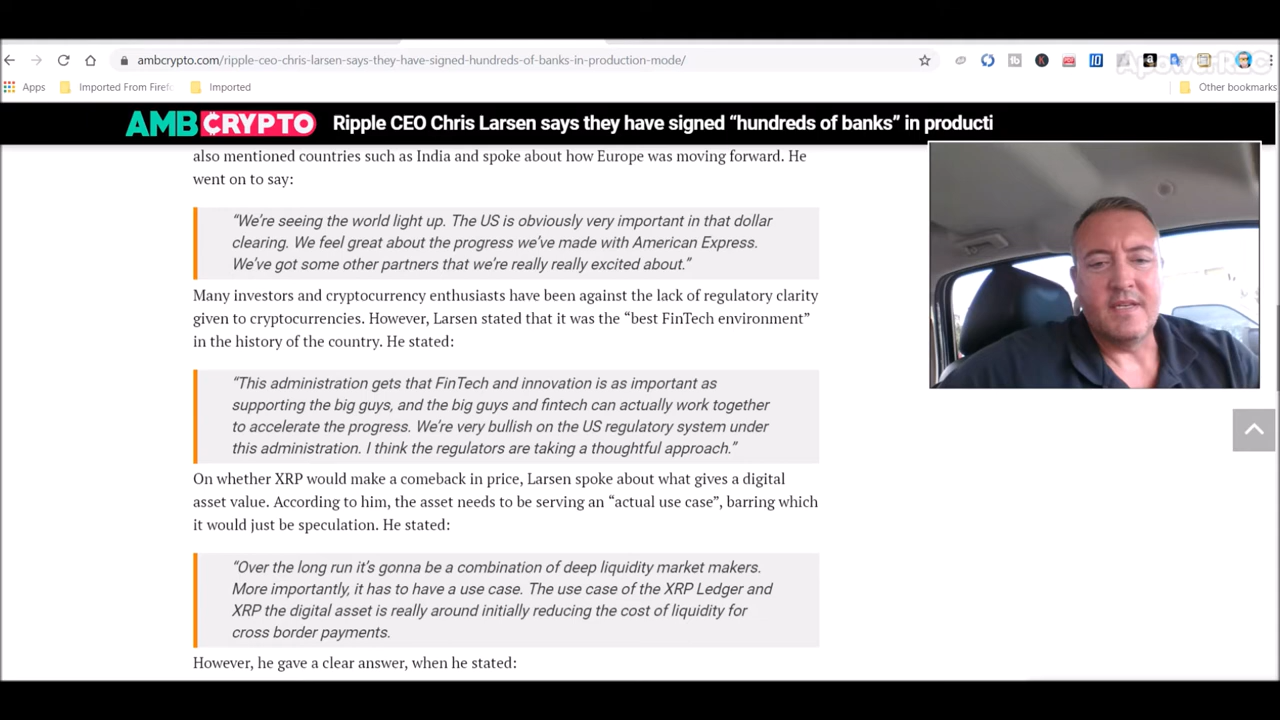 ambcrypto.com/ripple-ceo-chris-larsen-says-they-have-signed-hundreds-of-banks-in-production-mode/
ApowerREC
Apps
Imported From Firef
Imported
Other bookmarks
AMBCRYPTO
Ripple CEO Chris Larsen says they have signed “hundreds of banks” in producti
also mentioned countries such as India and spoke about how Europe was moving forward. He
went on to say:
“We’re seeing the world light up. The US is obviously very important in that dollar
clearing. We feel great about the progress we’ve made with American Express.
We’ve got some other partners that we’re really really excited about.”
Many investors and cryptocurrency enthusiasts have been against the lack of regulatory clarity
given to cryptocurrencies. However, Larsen stated that it was the “best FinTech environment”
in the history of the country. He stated:
“This administration gets that FinTech and innovation is as important as
supporting the big guys, and the big guys and fintech can actually work together
to accelerate the progress. We’re very bullish on the US regulatory system under
this administration. I think the regulators are taking a thoughtful approach.”
On whether XRP would make a comeback in price, Larsen spoke about what gives a digital
asset value. According to him, the asset needs to be serving an “actual use case”, barring which
it would just be speculation. He stated:
“Over the long run it’s gonna be a combination of deep liquidity market makers.
More importantly, it has to have a use case. The use case of the XRP Ledger and
XRP the digital asset is really around initially reducing the cost of liquidity for
cross border payments.
However, he gave a clear answer, when he stated: